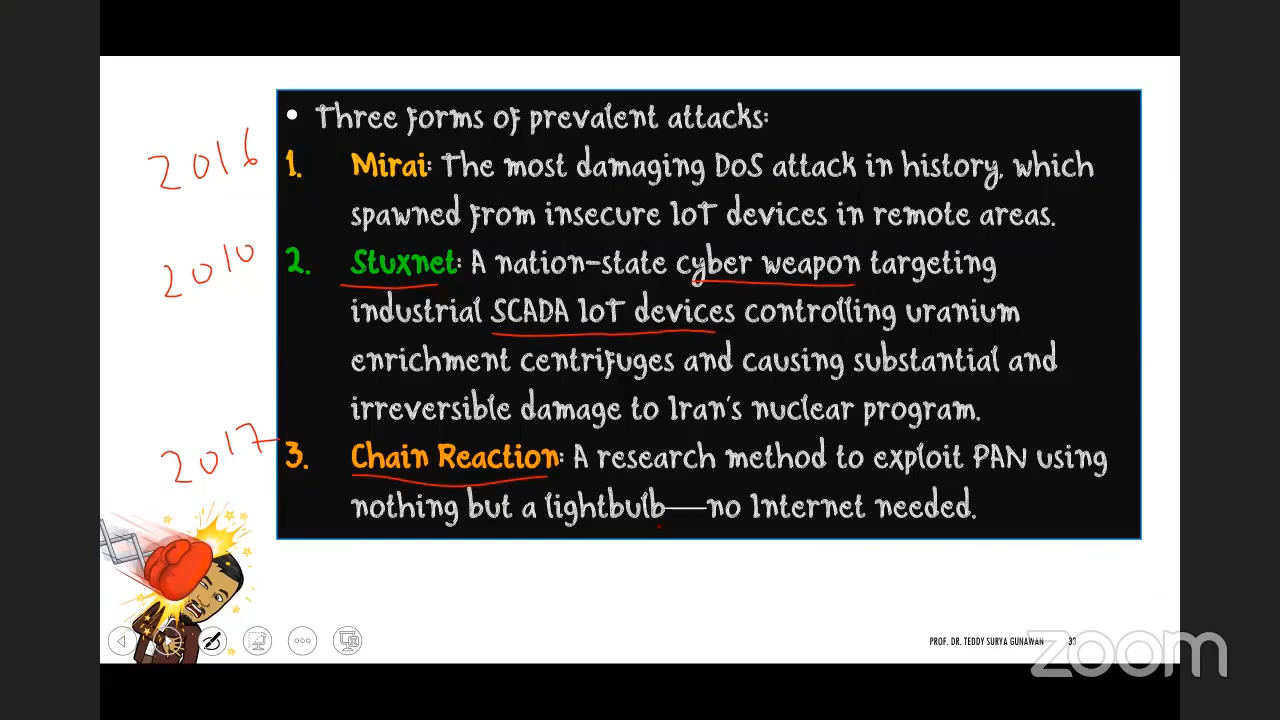 • Three forms of prevalent attacks:
2016
1. Mirai: The most damaging DoS attack in history, which
spawned from insecure IoT devices in remote areas.
2010
2. Stuxnet: A nation-state cyber weapon targeting
industrial SCADA IoT devices controlling uranium
enrichment centrifuges and causing substantial and
irreversible damage to Iran's nuclear program.
2017
3. Chain Reaction: A research method to exploit PAN using
nothing but a lightbulb—no Internet needed.
PROF. DR. TEDDY SURYA GUNAWAN
33
zoom